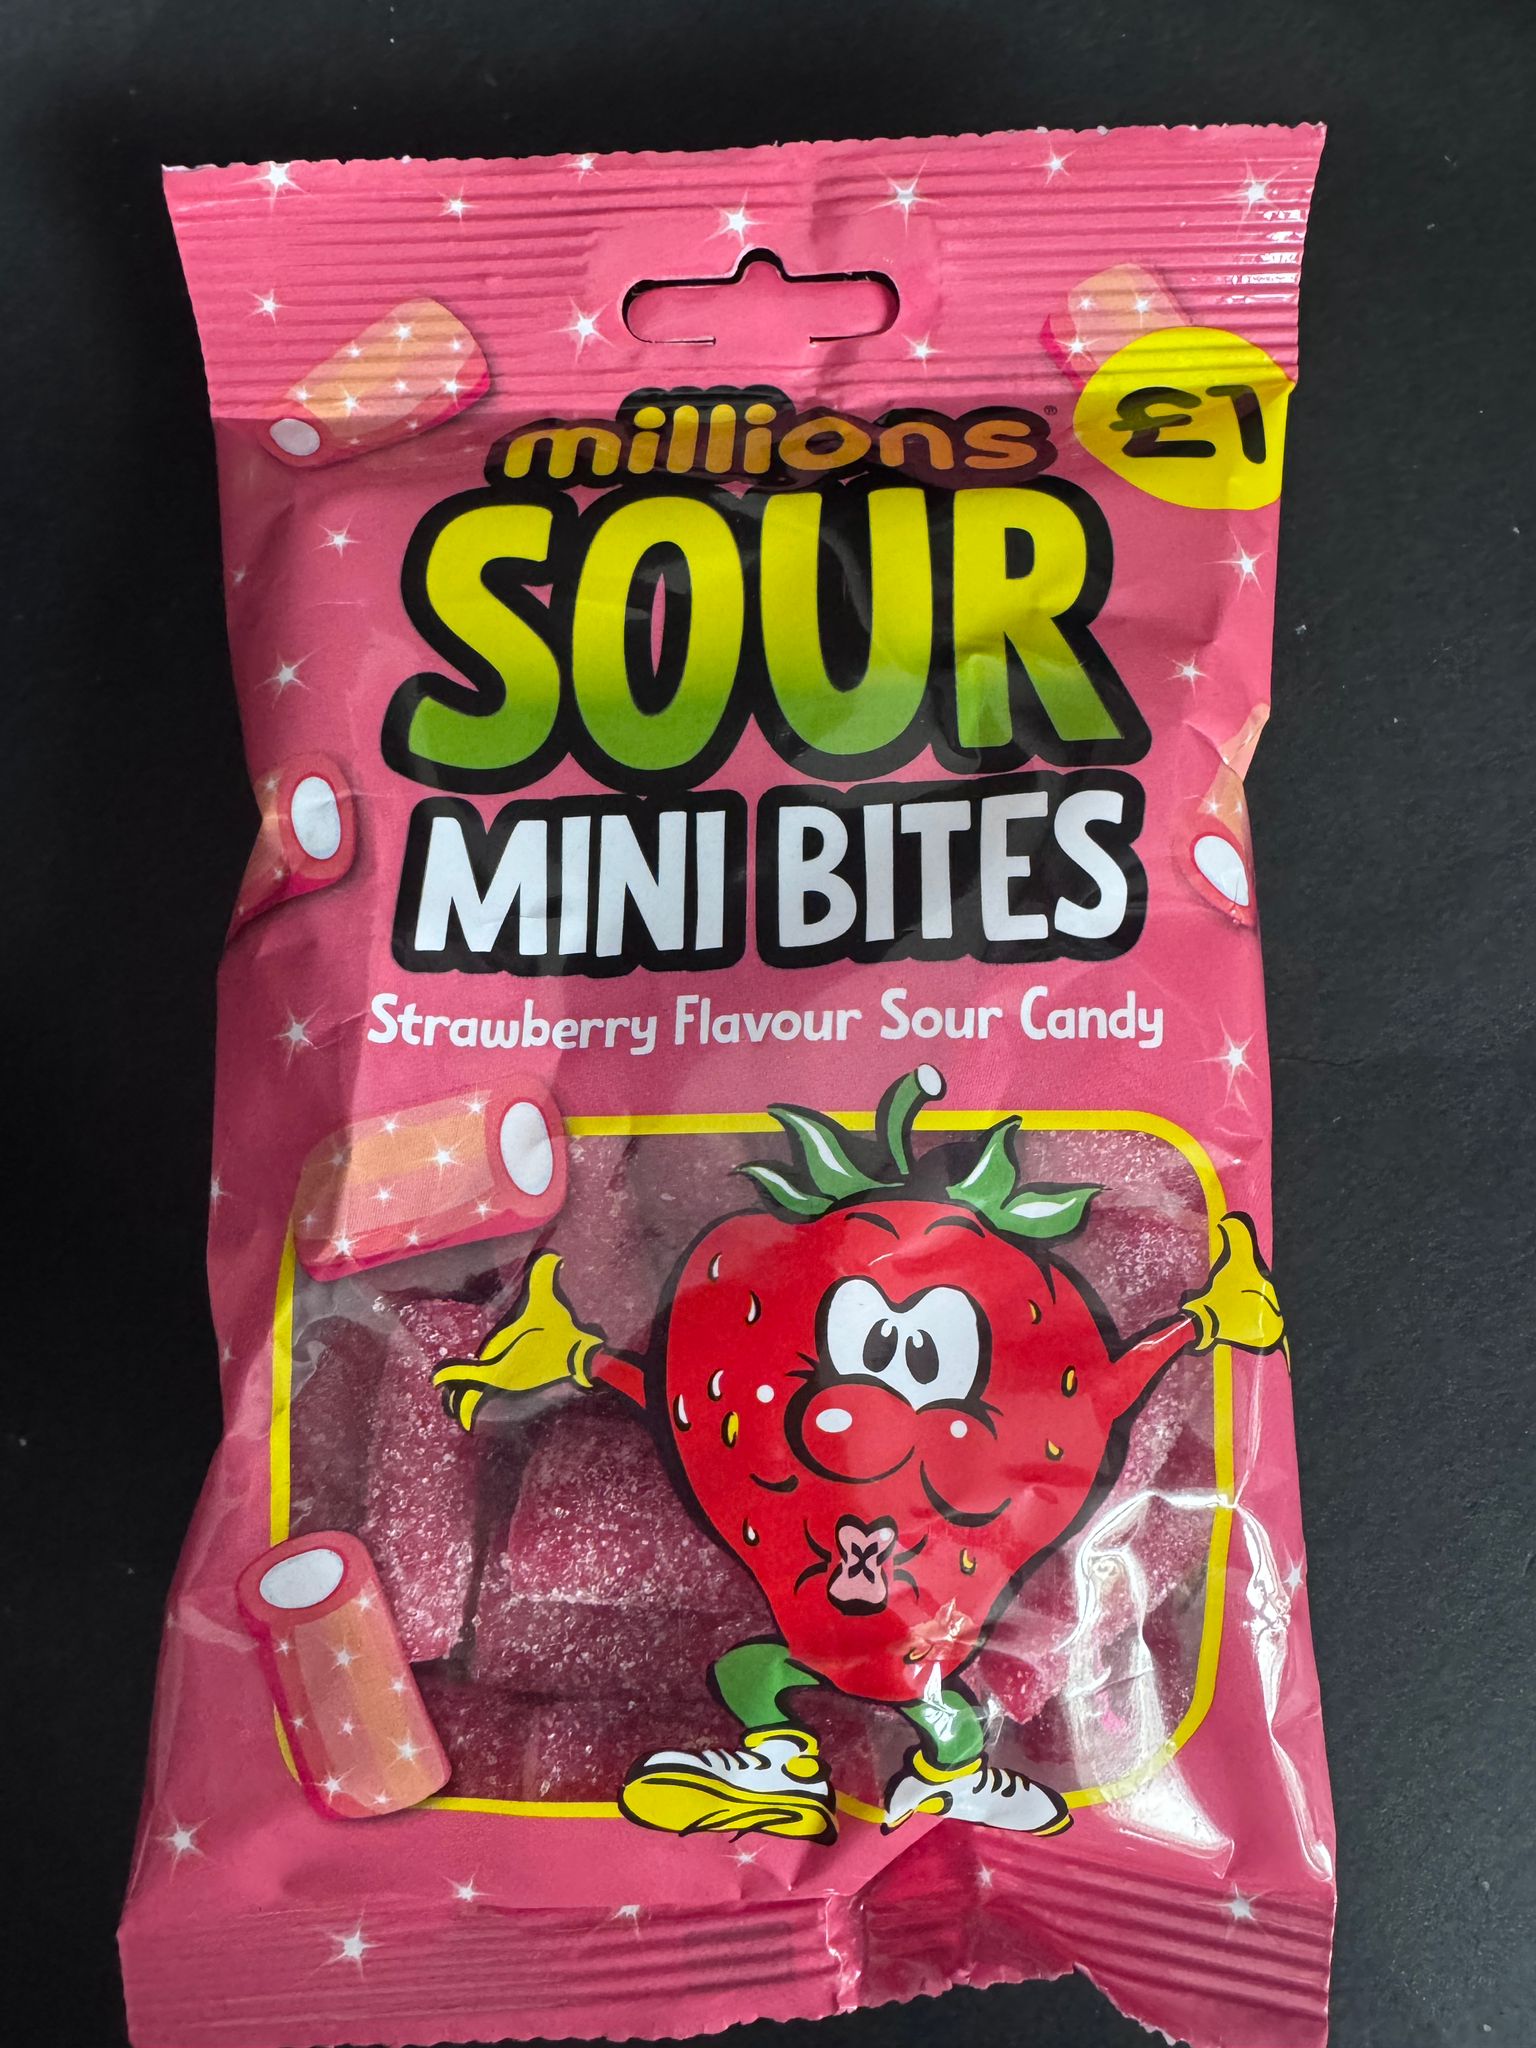 millions®
£1
SOUR
MINI BITES
Strawberry Flavour Sour Candy